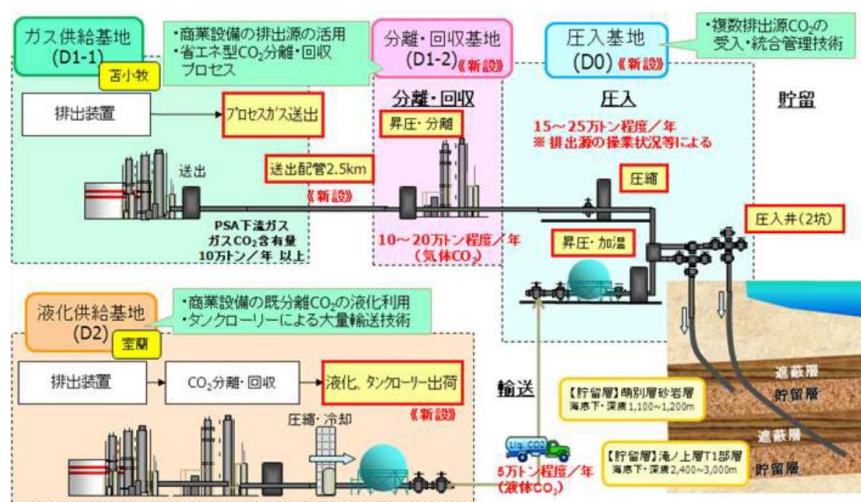 ガス供給基地
(D1-1)
苫小牧
・商業設備の排出源の活用
・省エネ型CO₂分離・回収
プロセス
分離・回収基地
(D1-2)
《新設》
圧入基地
(D0)
《新設》
・複数排出源CO₂の
受入・統合管理技術
排出装置
プロセスガス送出
分離・回収
昇圧・分離
圧入
貯留
15～25万トン程度／年
※ 排出源の操業状況等による
送出
送出配管2.5km
《新設》
圧縮
PSA下流ガス
ガスCO₂含有量
10万トン／年 以上
10～20万トン程度／年
(気体CO₂)
昇圧・加温
圧入井(2坑)
液化供給基地
(D2)
室蘭
・商業設備の既分離CO₂の液化利用
・タンクローリーによる大量輸送技術
排出装置
CO₂分離・回収
液化、タンクローリー出荷
《新設》
圧縮・冷却
輸送
Liq. CO2
5万トン程度／年
(液体CO₂)
遮蔽層
貯留層
【貯留層】萌別層砂岩層
海底下・深度1,100～1,200m
遮蔽層
【貯留層】滝ノ上層T1部層
海底下・深度2,400～3,000m
貯留層